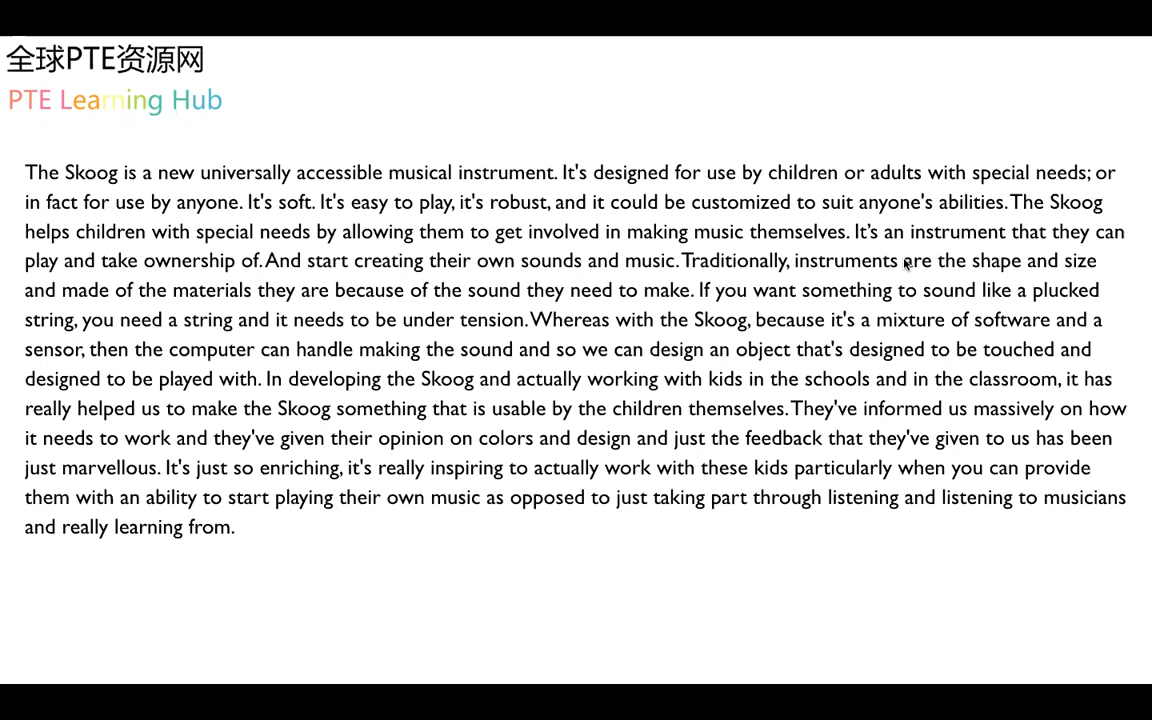 全球PTE资源网
PTE Learning Hub
The Skoog is a new universally accessible musical instrument. It's designed for use by children or adults with special needs; or
in fact for use by anyone. It's soft. It's easy to play, it's robust, and it could be customized to suit anyone's abilities. The Skoog
helps children with special needs by allowing them to get involved in making music themselves. It’s an instrument that they can
play and take ownership of. And start creating their own sounds and music. Traditionally, instruments are the shape and size
and made of the materials they are because of the sound they need to make. If you want something to sound like a plucked
string, you need a string and it needs to be under tension. Whereas with the Skoog, because it's a mixture of software and a
sensor, then the computer can handle making the sound and so we can design an object that's designed to be touched and
designed to be played with. In developing the Skoog and actually working with kids in the schools and in the classroom, it has
really helped us to make the Skoog something that is usable by the children themselves. They've informed us massively on how
it needs to work and they've given their opinion on colors and design and just the feedback that they've given to us has been
just marvellous. It's just so enriching, it's really inspiring to actually work with these kids particularly when you can provide
them with an ability to start playing their own music as opposed to just taking part through listening and listening to musicians
and really learning from.